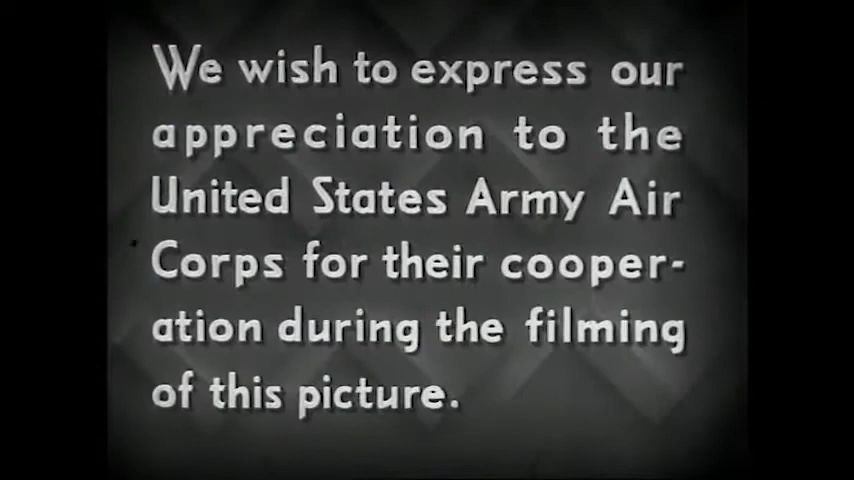 We wish to express our
appreciation to the
United States Army Air
Corps for their cooper-
ation during the filming
of this picture.